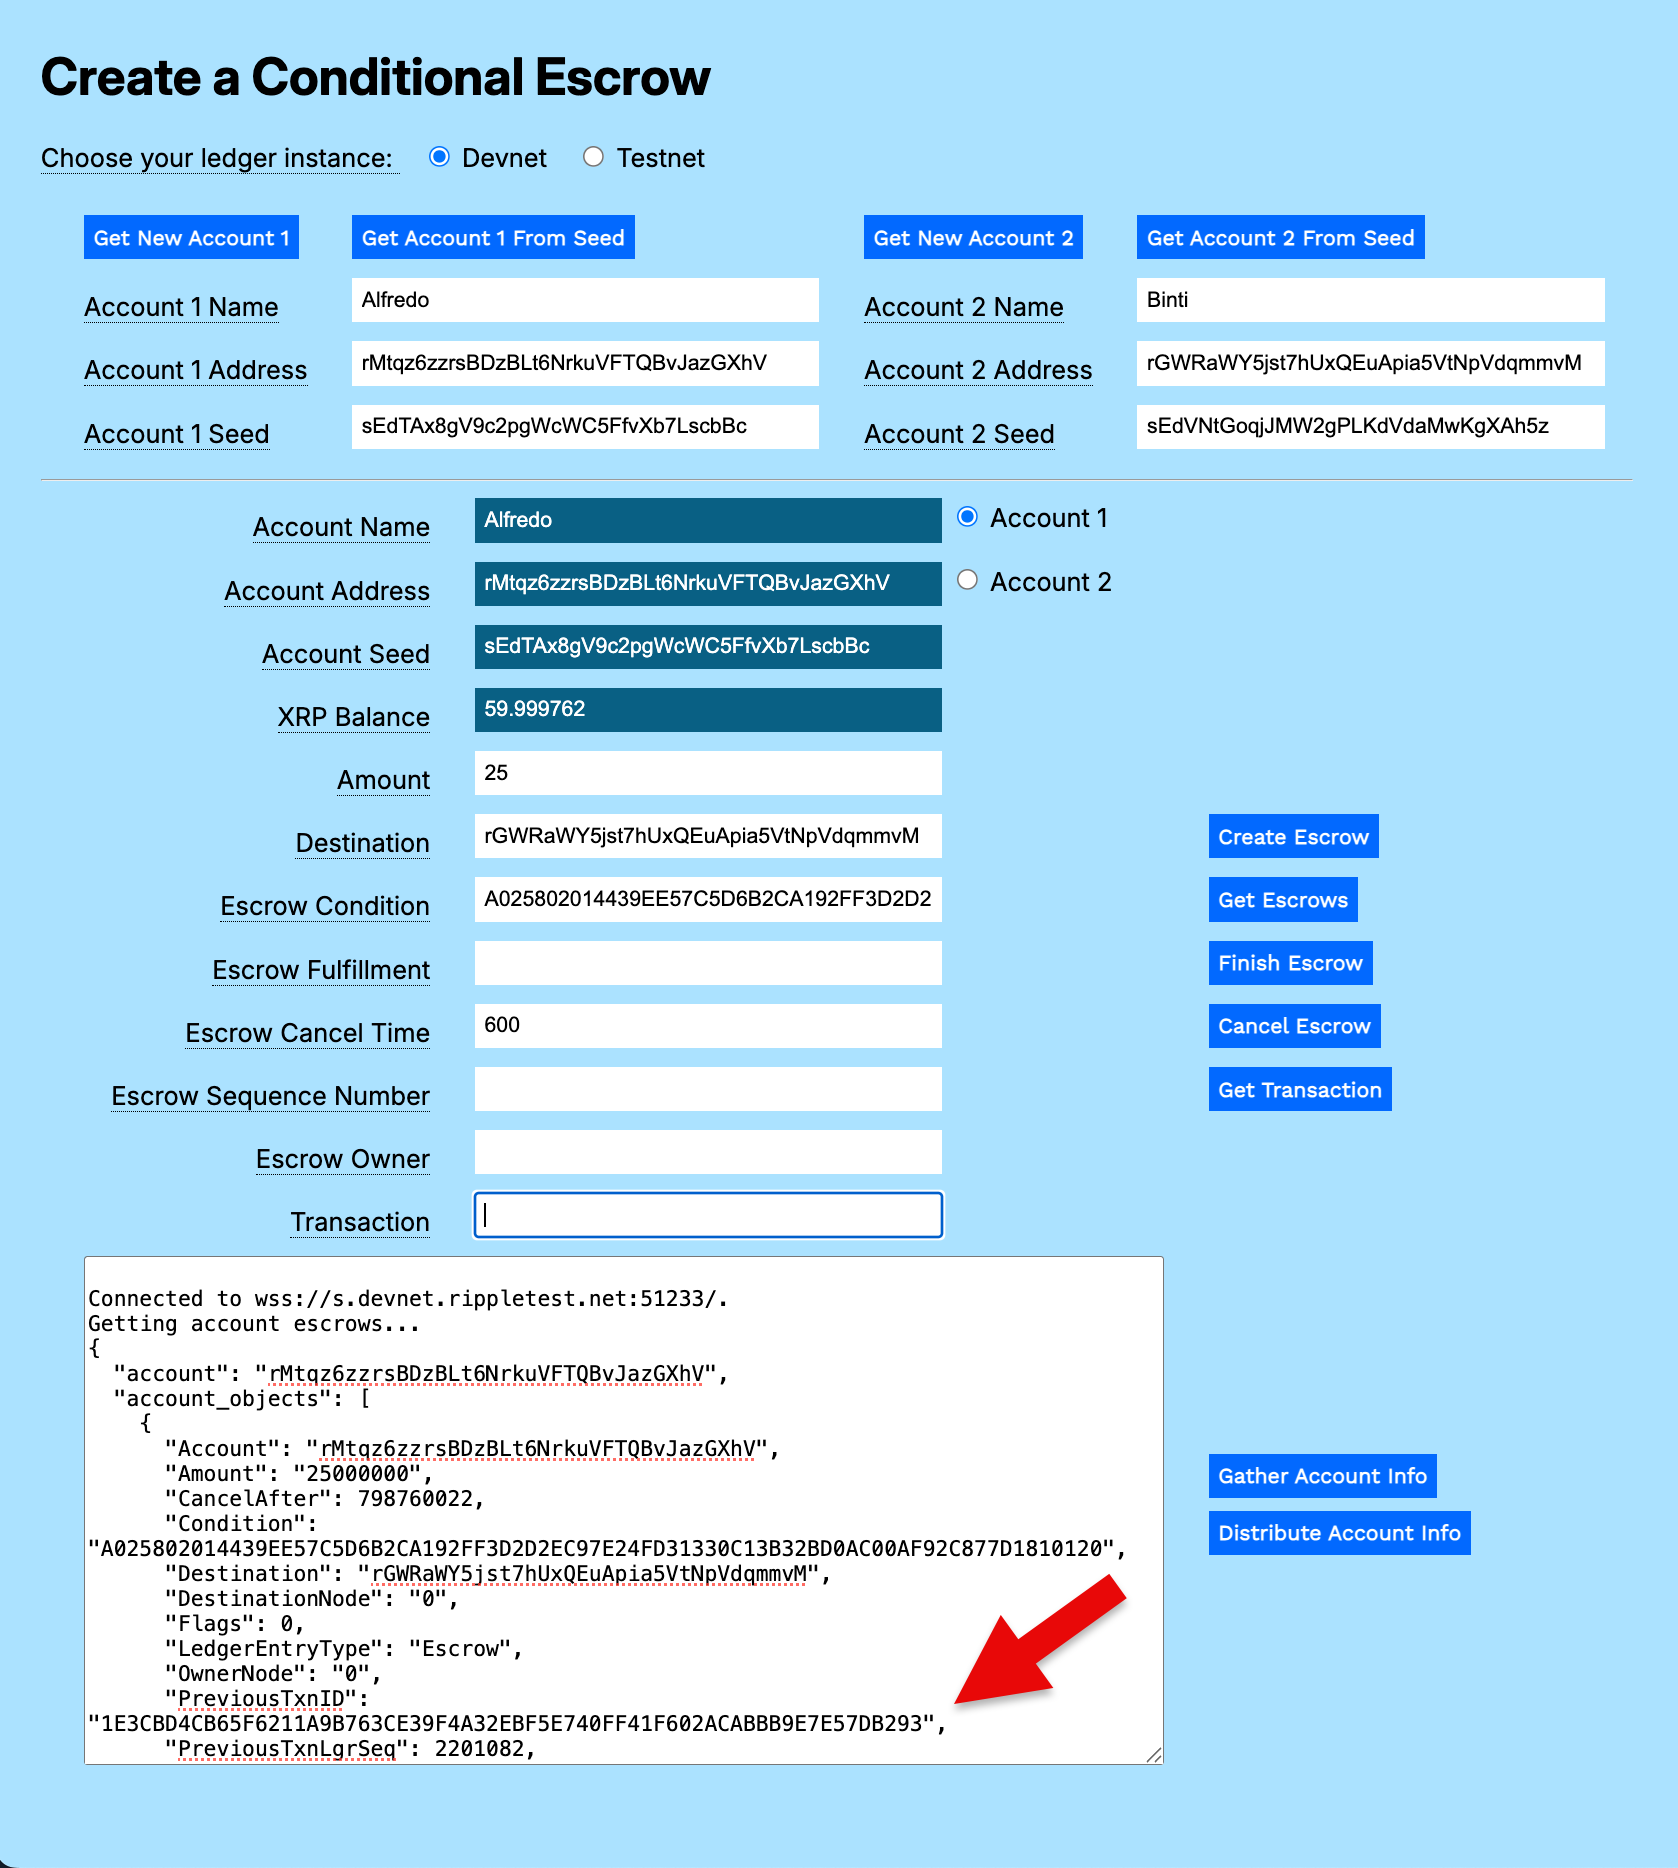 Create a Conditional Escrow
Choose your ledger instance: Devnet Testnet
Get New Account 1 Get Account 1 From Seed Get New Account 2 Get Account 2 From Seed
Account 1 Name Alfredo Account 2 Name Binti
Account 1 Address rMtqz6zzrsBDzBLt6NrkuVFTQBvJazGXhV Account 2 Address rGWRaWY5jst7hUxQEuApia5VtNpVdqmmvM
Account 1 Seed sEdTAx8gV9c2pgWcWC5FfvXb7LscbBc Account 2 Seed sEdVNtGoqjJMW2gPLKdVdaMwKgXAh5z
Account Name Alfredo Account 1
Account Address rMtqz6zzrsBDzBLt6NrkuVFTQBvJazGXhV Account 2
Account Seed sEdTAx8gV9c2pgWcWC5FfvXb7LscbBc
XRP Balance 59.999762
Amount 25
Destination rGWRaWY5jst7hUxQEuApia5VtNpVdqmmvM Create Escrow
Escrow Condition A025802014439EE57C5D6B2CA192FF3D2D2 Get Escrows
Escrow Fulfillment Finish Escrow
Escrow Cancel Time 600 Cancel Escrow
Escrow Sequence Number Get Transaction
Escrow Owner
Transaction
Connected to wss://s.devnet.rippletest.net:51233/.
Getting account escrows...
{
"account": "rMtqz6zzrsBDzBLt6NrkuVFTQBvJazGXhV",
"account_objects": [
{
"Account": "rMtqz6zzrsBDzBLt6NrkuVFTQBvJazGXhV",
"Amount": "25000000",
"CancelAfter": 798760022,
"Condition":
"A025802014439EE57C5D6B2CA192FF3D2D2EC97E24FD31330C13B32BD0AC00AF92C877D1810120",
"Destination": "rGWRaWY5jst7hUxQEuApia5VtNpVdqmmvM",
"DestinationNode": "0",
"Flags": 0,
"LedgerEntryType": "Escrow",
"OwnerNode": "0",
"PreviousTxnID":
"1E3CBD4CB65F6211A9B763CE39F4A32EBF5E740FF41F602ACABBB9E7E57DB293",
"PreviousTxnLgrSeq": 2201082,
Gather Account Info
Distribute Account Info